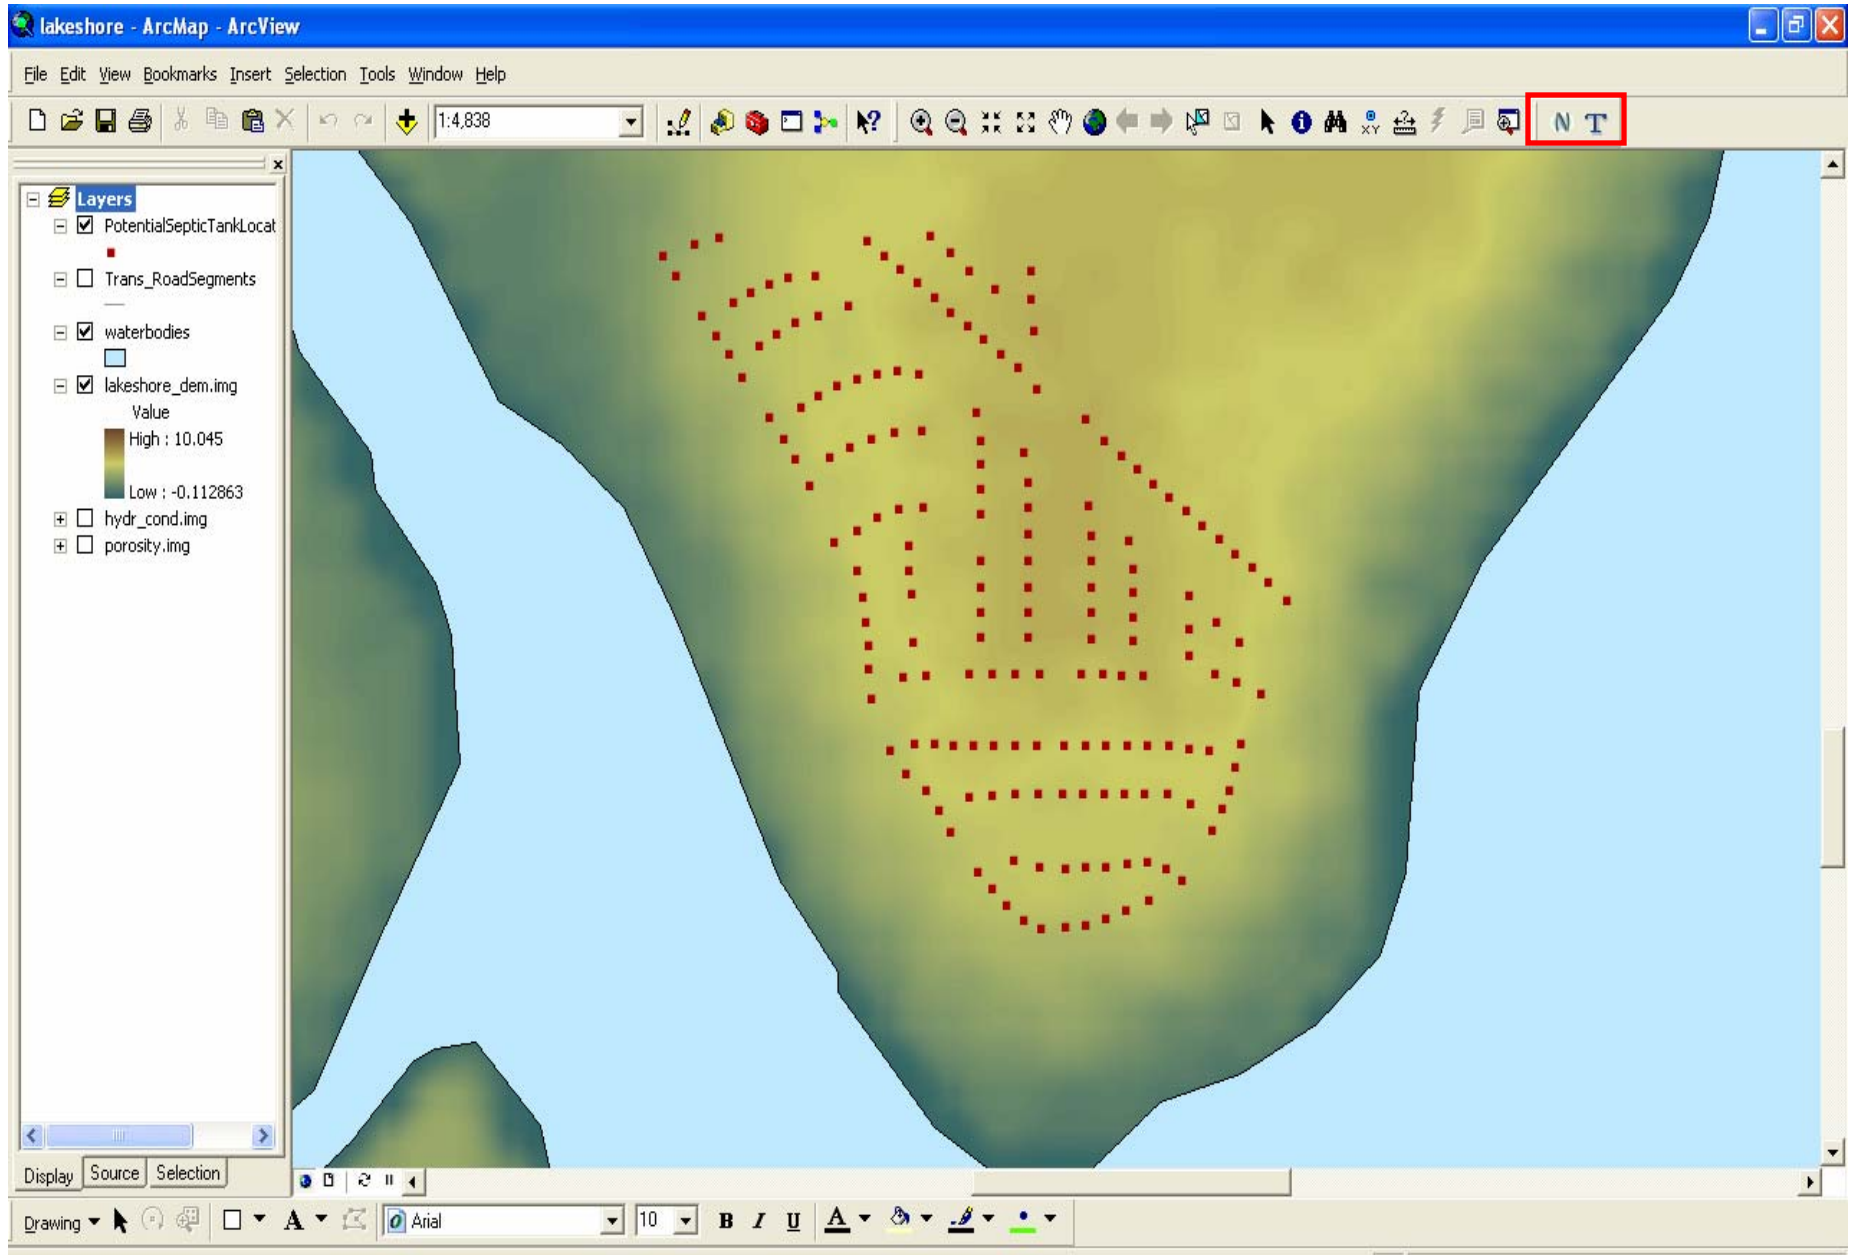 lakeshore - ArcMap - ArcView
File Edit View Bookmarks Insert Selection Tools Window Help
1:4,838
XY
N T
Layers
PotentialSepticTankLocat
Trans_RoadSegments
waterbodies
lakeshore_dem.img
Value
High : 10.045
Low : -0.112863
hydr_cond.img
porosity.img
Display Source Selection
Drawing A Arial 10 B I U A